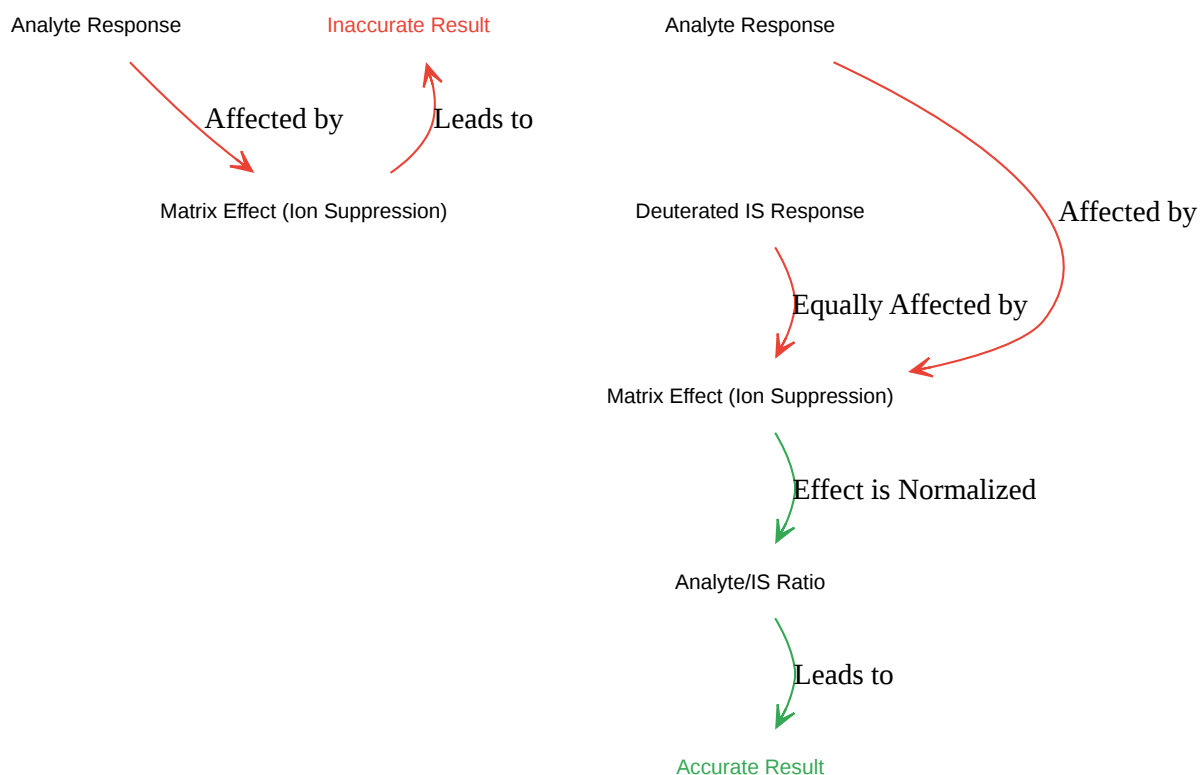 Analyte Response
Inaccurate Result
Analyte Response
Affected by
Leads to
Matrix Effect (Ion Suppression)
Deuterated IS Response
Affected by
Equally Affected by
Matrix Effect (Ion Suppression)
Effect is Normalized
Analyte/IS Ratio
Leads to
Accurate Result